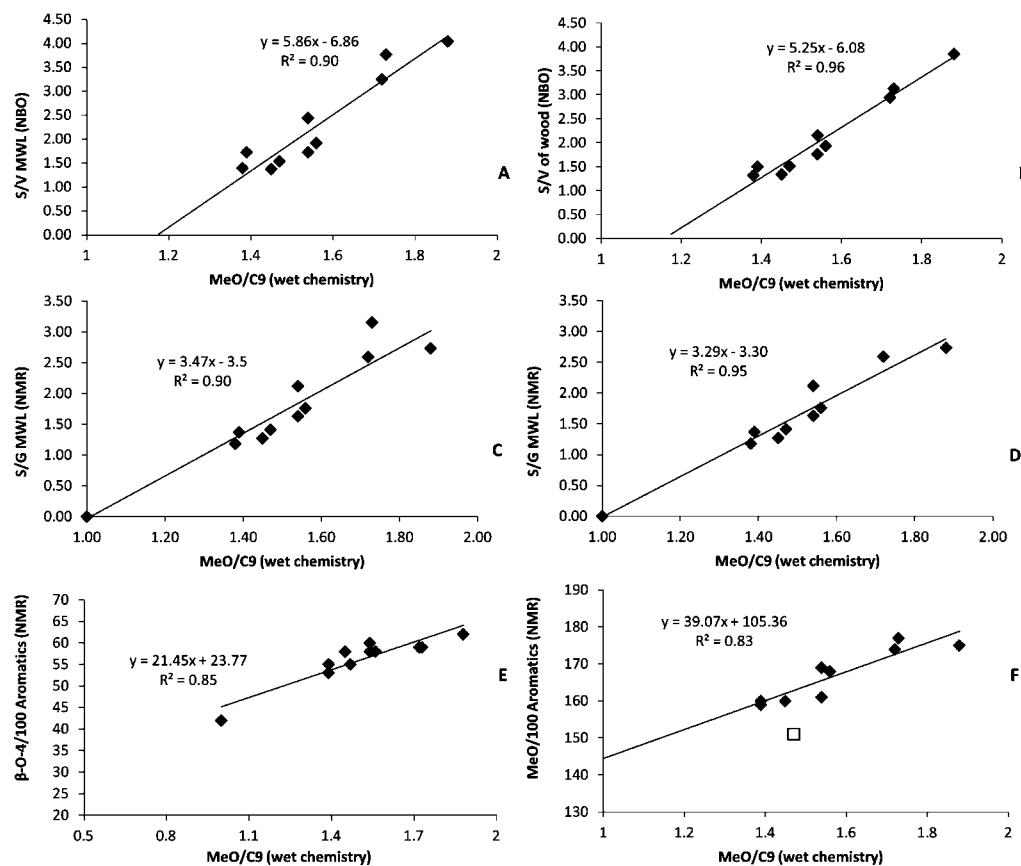 4.50
4.00
3.50
3.00
2.50
2.00
1.50
1.00
0.50
0.00
S/V MWL (NBO)
y = 5.86x - 6.86
R² = 0.90
A
1 1.2 1.4 1.6 1.8 2
MeO/C9 (wet chemistry)
4.50
4.00
3.50
3.00
2.50
2.00
1.50
1.00
0.50
0.00
S/V of wood (NBO)
y = 5.25x - 6.08
R² = 0.96
1 1.2 1.4 1.6 1.8 2
MeO/C9 (wet chemistry)
3.50
3.00
2.50
2.00
1.50
1.00
0.50
0.00
S/G MWL (NMR)
y = 3.47x - 3.5
R² = 0.90
C
1.00 1.20 1.40 1.60 1.80 2.00
MeO/C9 (wet chemistry)
3.50
3.00
2.50
2.00
1.50
1.00
0.50
0.00
S/G MWL (NMR)
y = 3.29x - 3.30
R² = 0.95
D
1.00 1.20 1.40 1.60 1.80 2.00
MeO/C9 (wet chemistry)
70
65
60
55
50
45
40
35
30
25
20
β-O-4/100 Aromatics (NMR)
y = 21.45x + 23.77
R² = 0.85
E
0.5 0.8 1.1 1.4 1.7 2
MeO/C9 (wet chemistry)
190
180
170
160
150
140
130
MeO/100 Aromatics (NMR)
y = 39.07x + 105.36
R² = 0.83
F
1 1.2 1.4 1.6 1.8 2
MeO/C9 (wet chemistry)